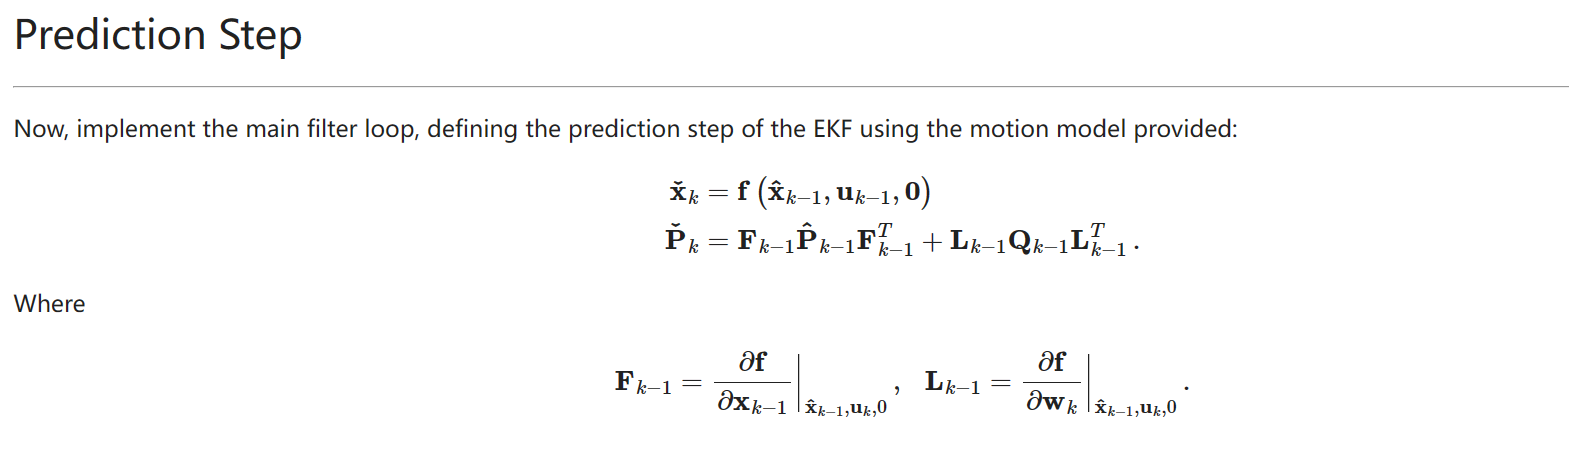 Prediction Step
Now, implement the main filter loop, defining the prediction step of the EKF using the motion model provided:
x̌ₖ = f (x̂ₖ₋₁, uₖ₋₁, 0)
P̌ₖ = Fₖ₋₁P̂ₖ₋₁Fᵀₖ₋₁ + Lₖ₋₁Qₖ₋₁Lᵀₖ₋₁ .
Where
Fₖ₋₁ = ∂f/∂xₖ₋₁ |x̂ₖ₋₁,uₖ,0 , Lₖ₋₁ = ∂f/∂wₖ |x̂ₖ₋₁,uₖ,0 .